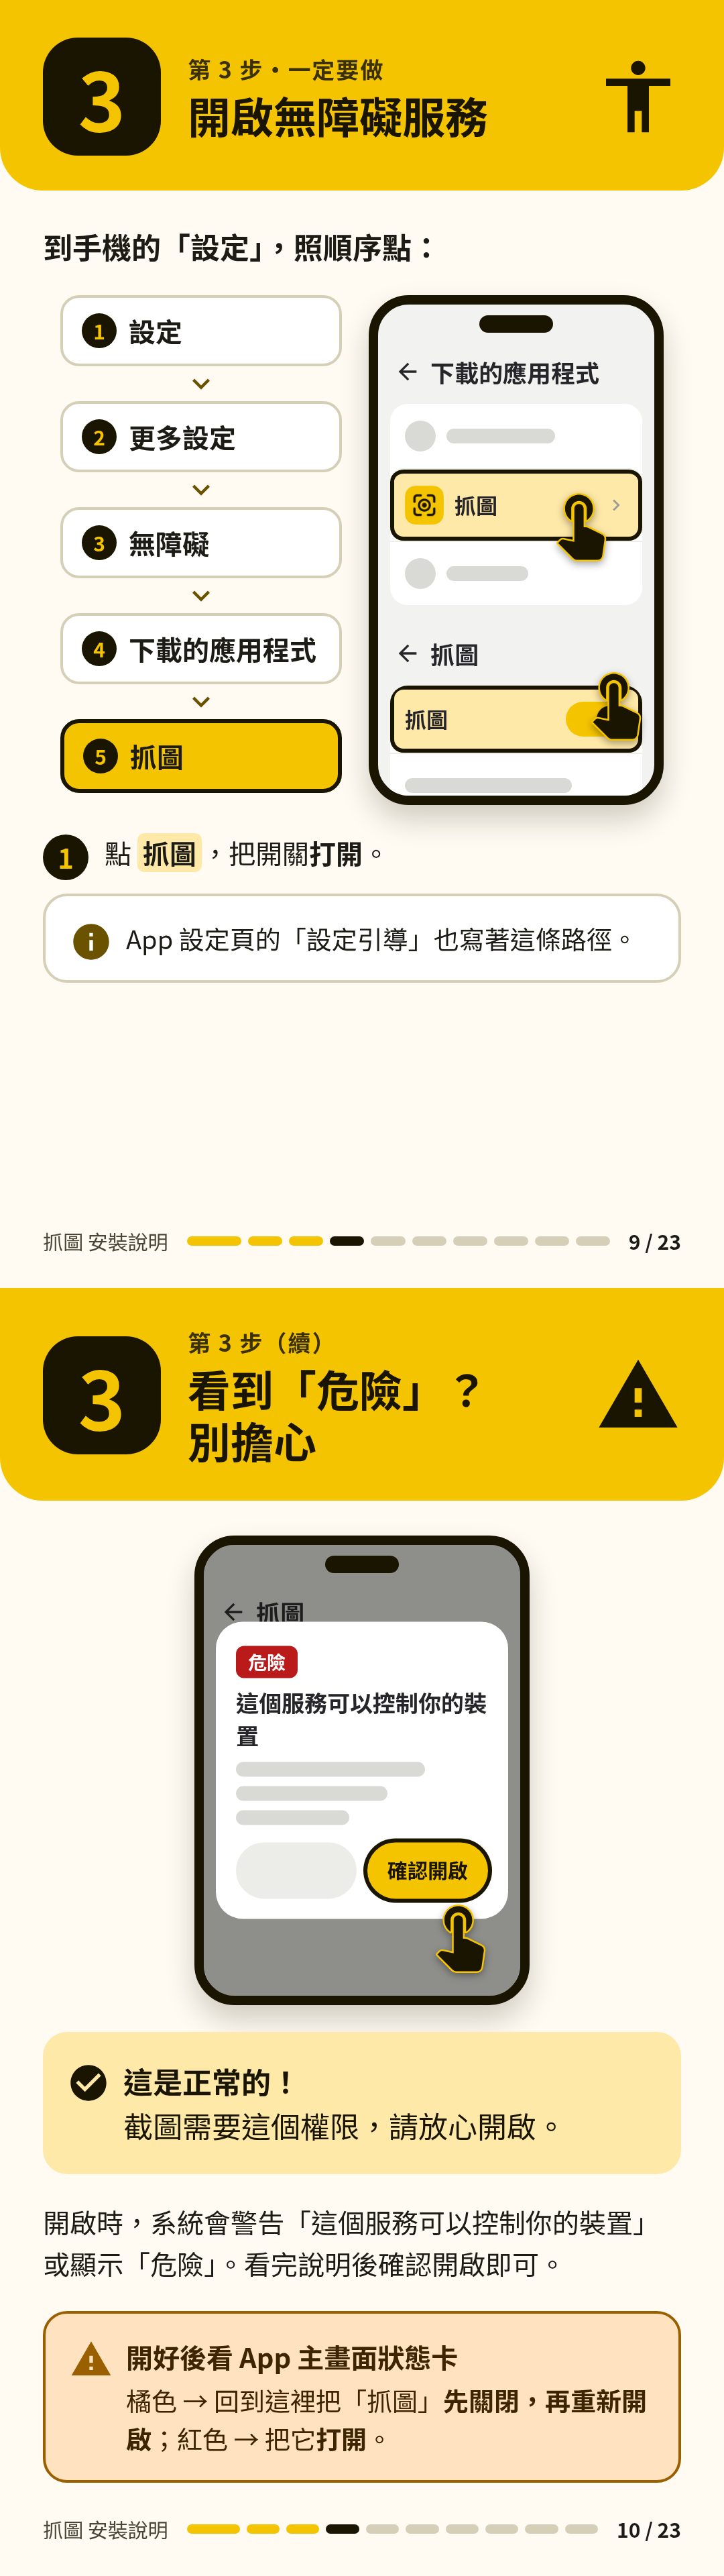 3
第 3 步・一定要做
開啟無障礙服務
到手機的「設定」，照順序點：
1 設定
2 更多設定
3 無障礙
4 下載的應用程式
5 抓圖
← 下載的應用程式
抓圖
← 抓圖
抓圖
1 點 抓圖，把開關打開。
App 設定頁的「設定引導」也寫著這條路徑。
抓圖 安裝說明 9 / 23
3
第 3 步（續）
看到「危險」？
別擔心
← 抓圖
危險
這個服務可以控制你的裝
置
確認開啟
這是正常的！
截圖需要這個權限，請放心開啟。
開啟時，系統會警告「這個服務可以控制你的裝置」
或顯示「危險」。看完說明後確認開啟即可。
開好後看 App 主畫面狀態卡
橘色 → 回到這裡把「抓圖」先關閉，再重新開
啟；紅色 → 把它打開。
抓圖 安裝說明 10 / 23